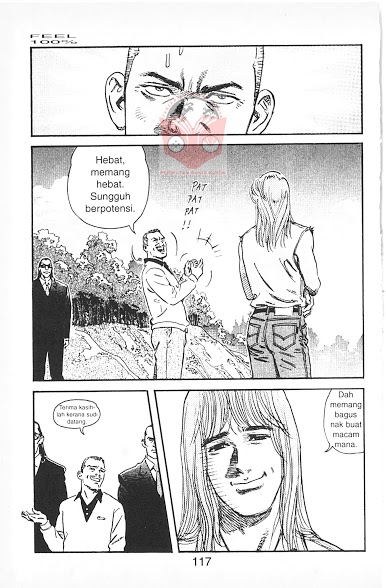 FEEL
100%
Hebat,
memang
hebat.
Sungguh
berpotensi.
PAT
PAT
PAT
!!
Terima kasih-
lah kerana sudi
datang.
Dah
memang
bagus
nak buat
macam
mana.
117